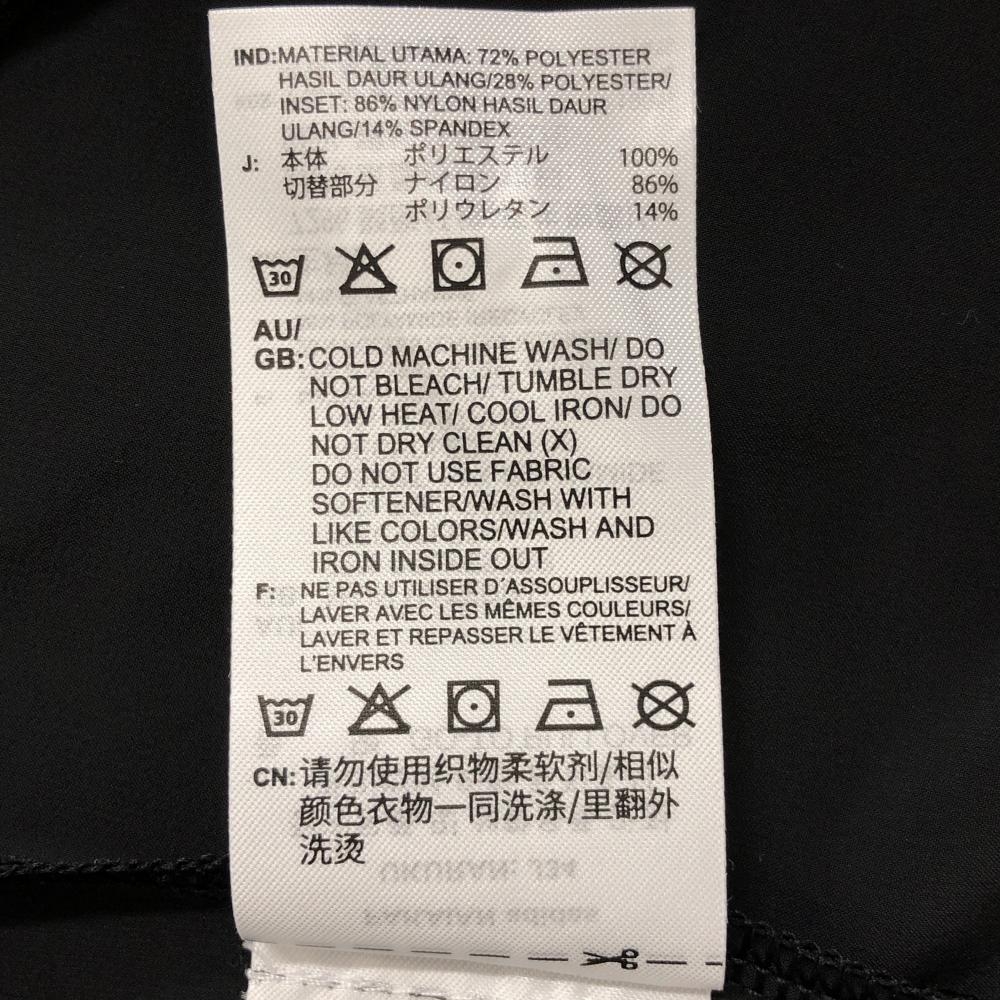 IND:MATERIAL UTAMA: 72% POLYESTER
HASIL DAUR ULANG/28% POLYESTER/
INSET: 86% NYLON HASIL DAUR
ULANG/14% SPANDEX
J: 本体 ポリエステル 100%
切替部分 ナイロン 86%
ポリウレタン 14%
30
AU/
GB: COLD MACHINE WASH/ DO
NOT BLEACH/ TUMBLE DRY
LOW HEAT/ COOL IRON/ DO
NOT DRY CLEAN (X)
DO NOT USE FABRIC
SOFTENER/WASH WITH
LIKE COLORS/WASH AND
IRON INSIDE OUT
F: NE PAS UTILISER D´ASSOUPLISSEUR/
LAVER AVEC LES MÊMES COULEURS/
LAVER ET REPASSER LE VÊTEMENT À
L'ENVERS
30
CN: 请勿使用织物柔软剂/相似
颜色衣物一同洗涤/里翻外
洗烫
UKURAN: J34
PAKAIAN adidas